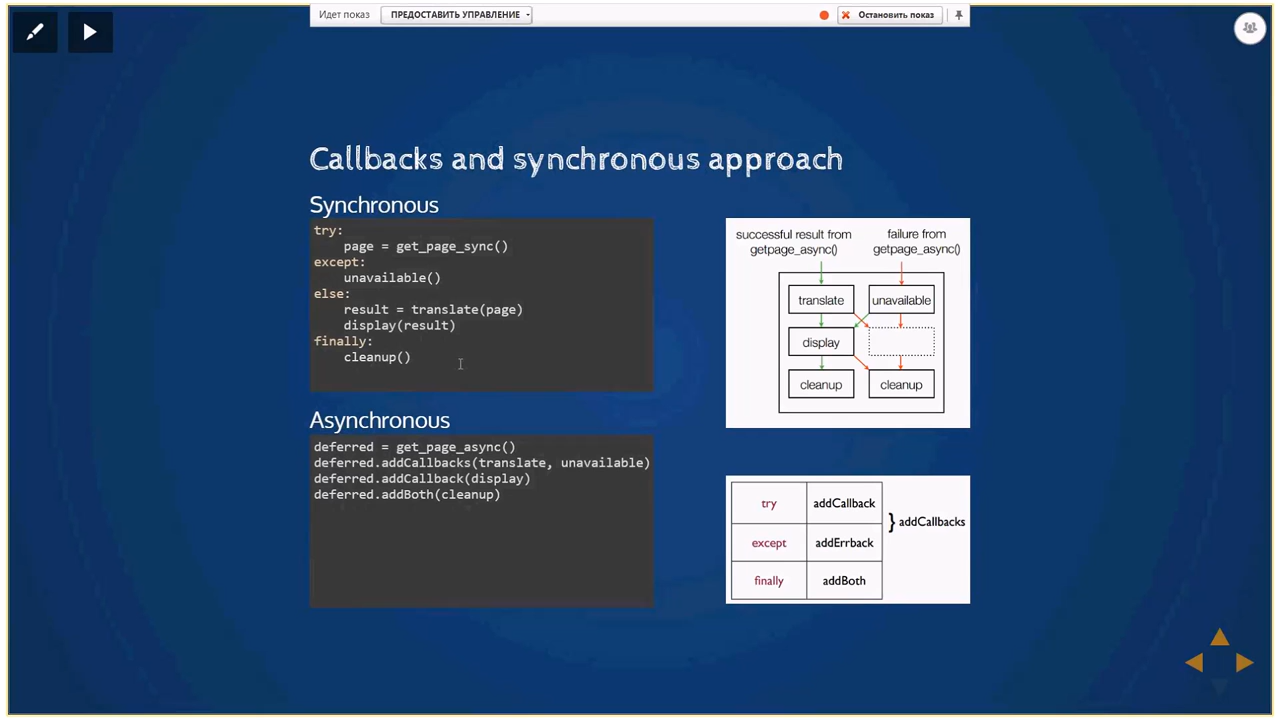 Идет показ
ПРЕДОСТАВИТЬ УПРАВЛЕНИЕ
Остановить показ
Callbacks and synchronous approach
Synchronous
try:
page = get_page_sync()
except:
unavailable()
else:
result = translate(page)
display(result)
finally:
cleanup()
Asynchronous
deferred = get_page_async()
deferred.addCallbacks(translate, unavailable)
deferred.addCallback(display)
deferred.addBoth(cleanup)
successful result from
getpage_async()
failure from
getpage_async()
translate
unavailable
display
cleanup
cleanup
try addCallback
} addCallbacks
except addErrback
finally addBoth